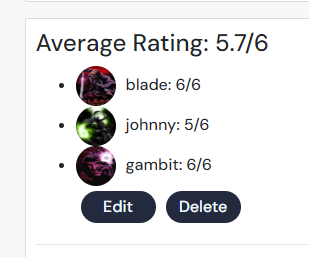 Average Rating: 5.7/6
blade: 6/6
johnny: 5/6
gambit: 6/6
Edit Delete